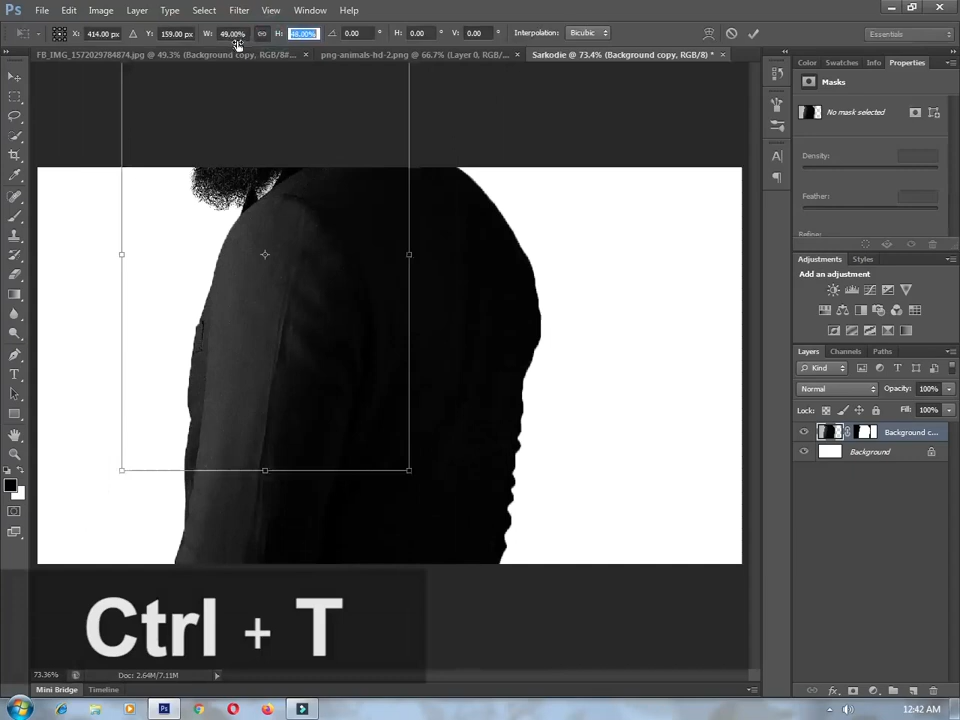 Ps File Edit Image Layer Type Select Filter View Window Help
X: 414.00 px Y: 159.00 px W: 49.00% H: 48.00% 0.00 ° H: 0.00 ° V: 0.00 ° Interpolation: Bicubic Essentials
FB_IMG_1572029784874.jpg @ 49.3% (Background copy, RGB/8#... × png-animals-hd-2.png @ 66.7% (Layer 0, RGB/... × Sarkodie @ 73.4% (Background copy, RGB/8) * ×
Color Swatches Info Properties
Masks
No mask selected
Density:
Feather:
Refine:
Adjustments Styles
Add an adjustment
Layers Channels Paths
Kind
Normal Opacity: 100%
Lock: Fill: 100%
Background c...
Background
Ctrl + T
73.36% Doc: 2.64M/7.11M
Mini Bridge Timeline
Ps 12:42 AM